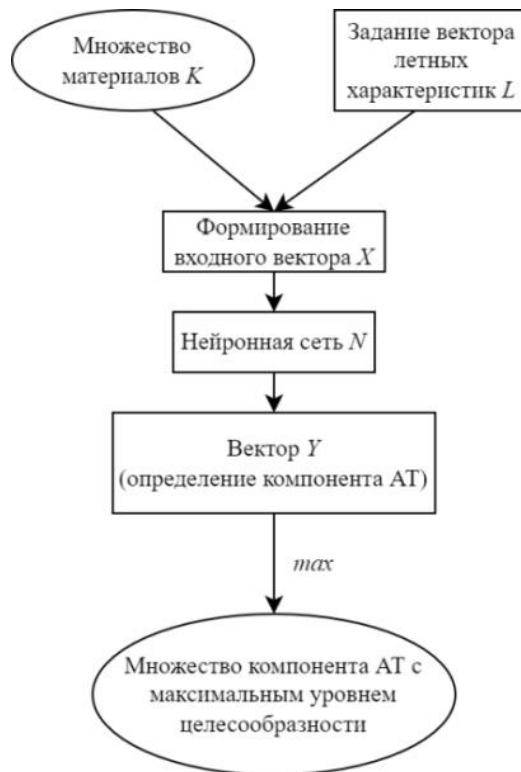 Множество
материалов K
Задание вектора
летных
характеристик L
Формирование
входного вектора X
Нейронная сеть N
Вектор Y
(определение компонента АТ)
max
Множество компонента АТ с
максимальным уровнем
целесообразности